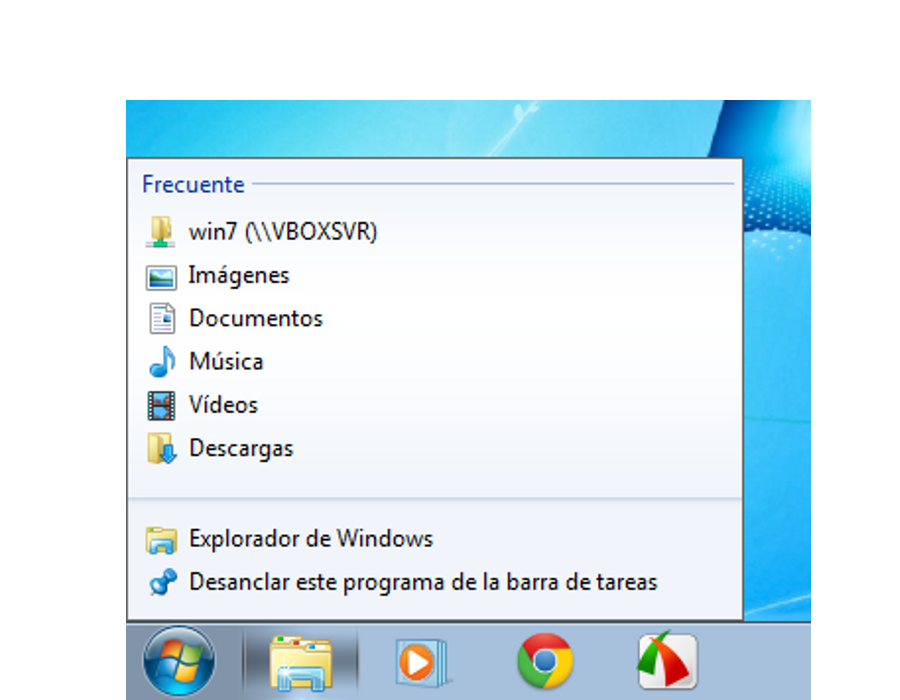 Frecuente
win7 (\\VBOXSVR)
Imágenes
Documentos
Música
Vídeos
Descargas
Explorador de Windows
Desanclar este programa de la barra de tareas